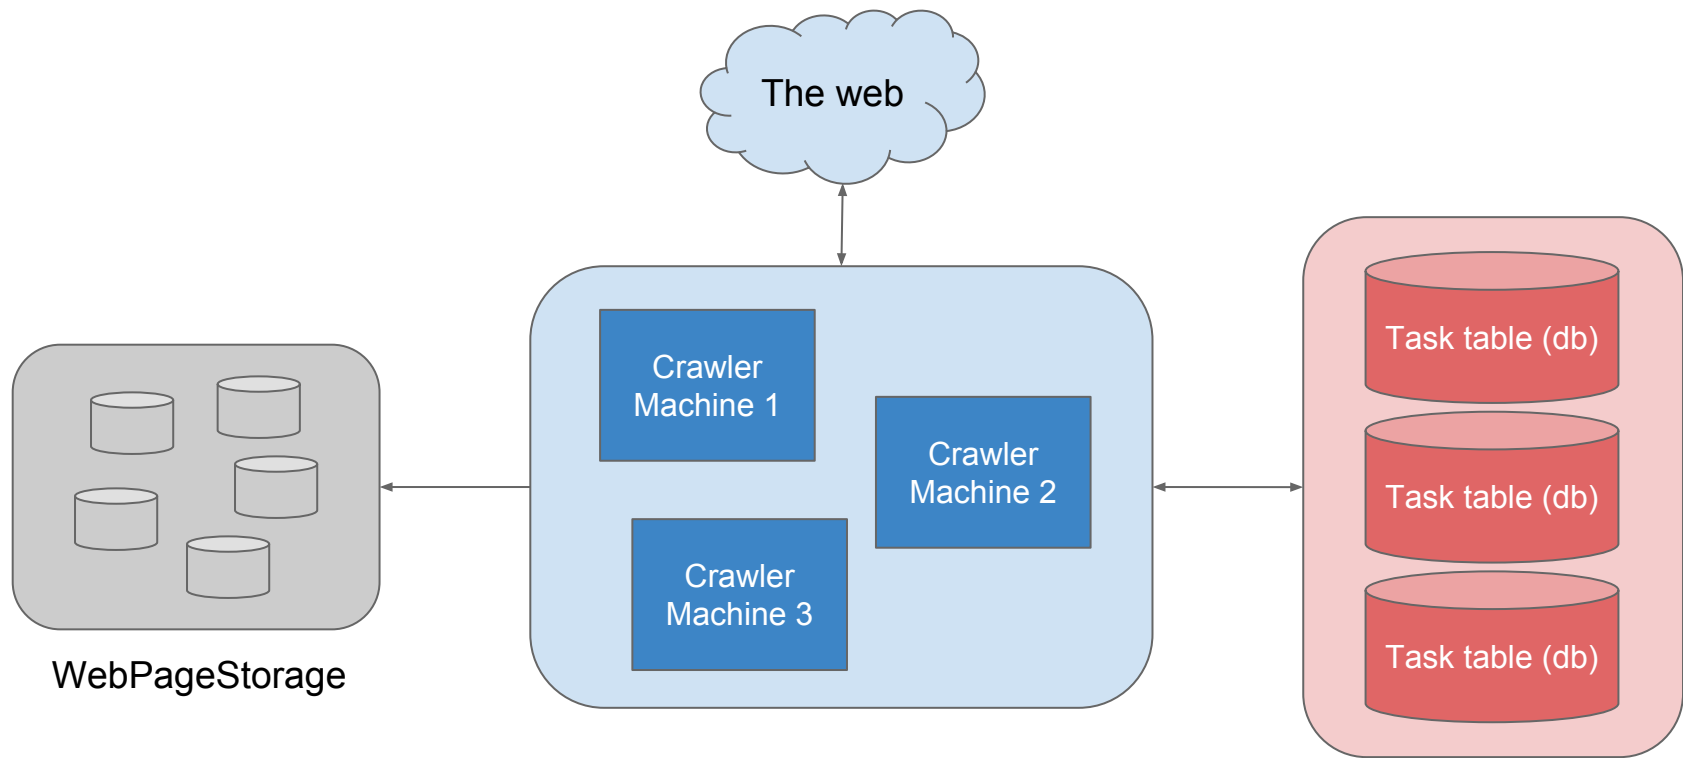 The web
Crawler
Machine 1
Crawler
Machine 2
Crawler
Machine 3
Task table (db)
Task table (db)
Task table (db)
WebPageStorage